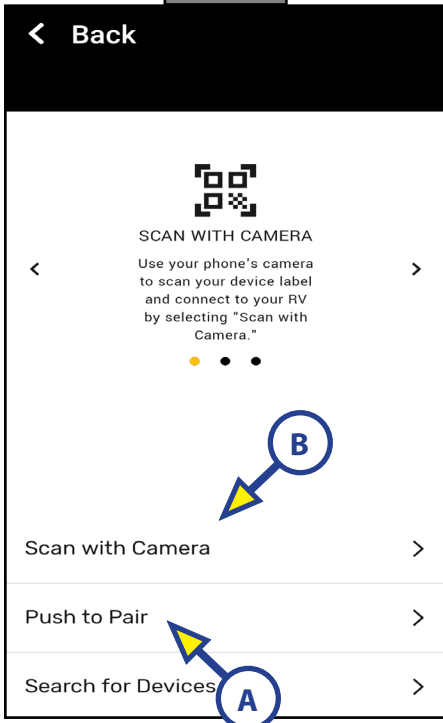 Back
SCAN WITH CAMERA
Use your phone's camera
to scan your device label
and connect to your RV
by selecting "Scan with
Camera."
B
Scan with Camera
Push to Pair
Search for Devices
A